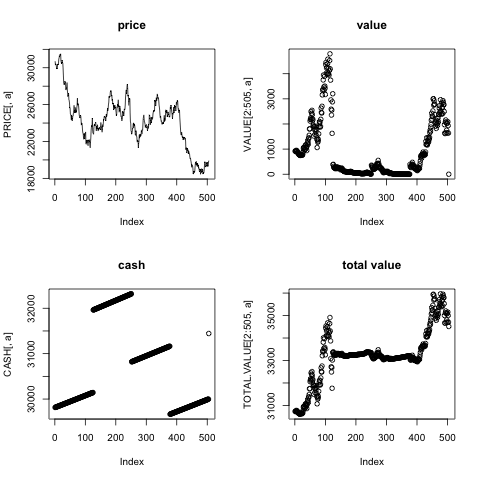 price
PRICE[, a]
18000 22000 26000 30000
0 100 200 300 400 500
Index
value
VALUE[2:505, a]
0 1000 3000
0 100 200 300 400 500
Index
cash
CASH[, a]
30000 31000 32000
0 100 200 300 400 500
Index
total value
TOTAL.VALUE[2:505, a]
31000 33000 35000
0 100 200 300 400 500
Index